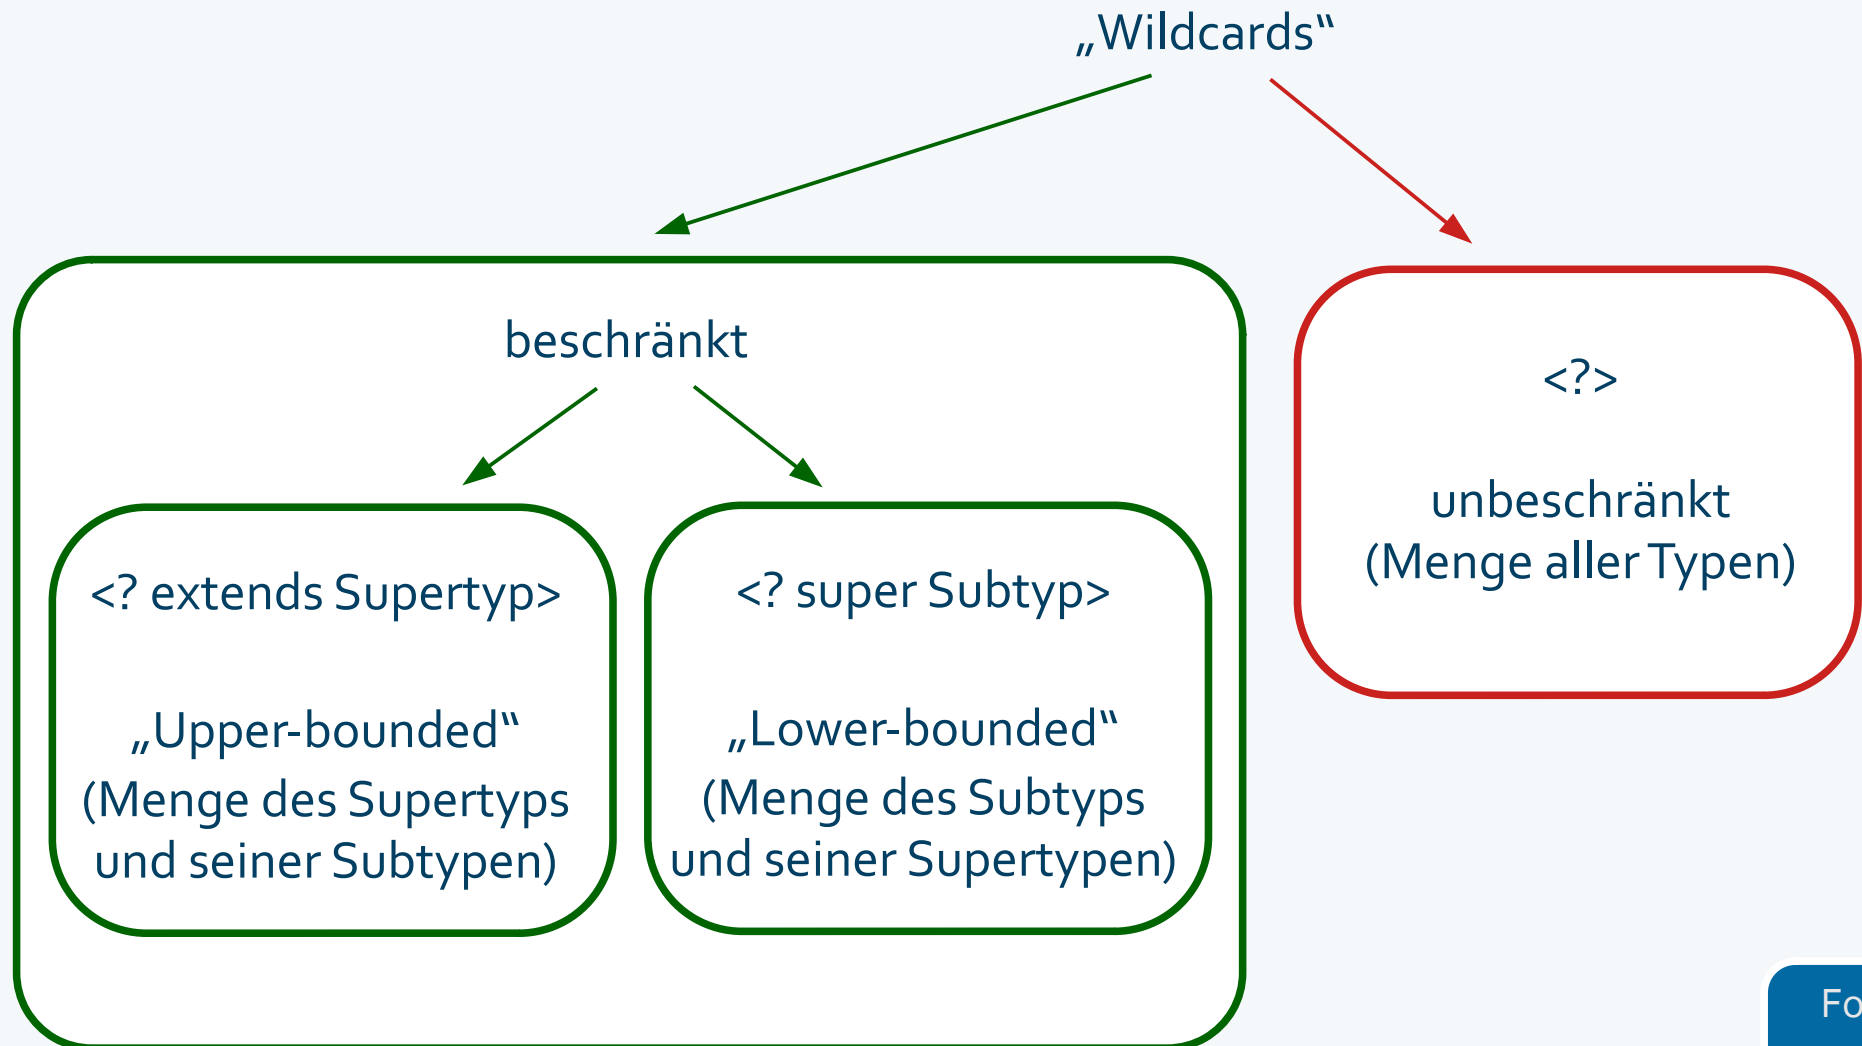 „Wildcards“
beschränkt
<? extends Supertyp>
„Upper-bounded“
(Menge des Supertyps
und seiner Subtypen)
<? super Subtyp>
„Lower-bounded“
(Menge des Subtyps
und seiner Supertypen)
<?>
unbeschränkt
(Menge aller Typen)